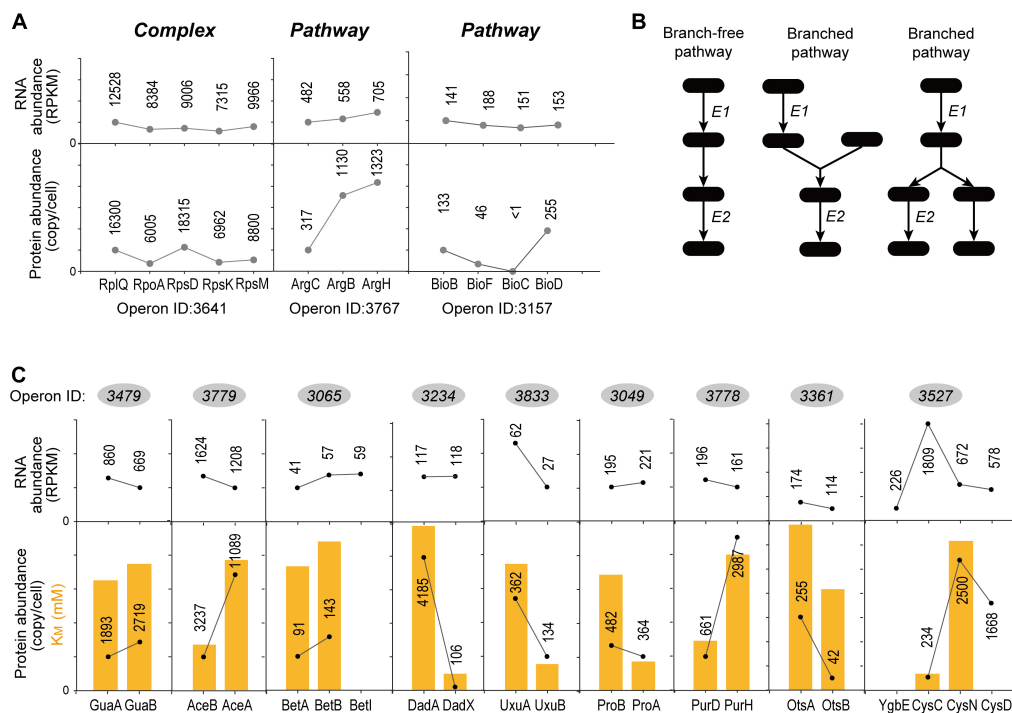 A
Complex
Pathway
Pathway
RNA
abundance
(RPKM)
12528 8384 9006 7315 9966
482 558 705
141 188 151 153
0
Protein abundance
(copy/cell)
16300 6005 18315 6962 8800
317 1130 1323
133 46 <1 255
0
RplQ RpoA RpsD RpsK RpsM
ArgC ArgB ArgH
BioB BioF BioC BioD
Operon ID:3641
Operon ID:3767
Operon ID:3157
B
Branch-free
pathway
Branched
pathway
Branched
pathway
E1 E1 E1
E2 E2 E2
C
Operon ID: 3479 3779 3065 3234 3833 3049 3778 3361 3527
RNA
abundance
(RPKM)
860 669
1624 1208
41 57 59
117 118
62 27
195 221
196 161
174 114
226 1809 672 578
0
Protein abundance
(copy/cell)
KM (mM)
1893 2719
3237 11089
91 143
4185 106
362 134
482 364
661 2987
255 42
234 2500 1668
0
GuaA GuaB AceB AceA BetA BetB BetI DadA DadX UxuA UxuB ProB ProA PurD PurH OtsA OtsB YgbE CysC CysN CysD